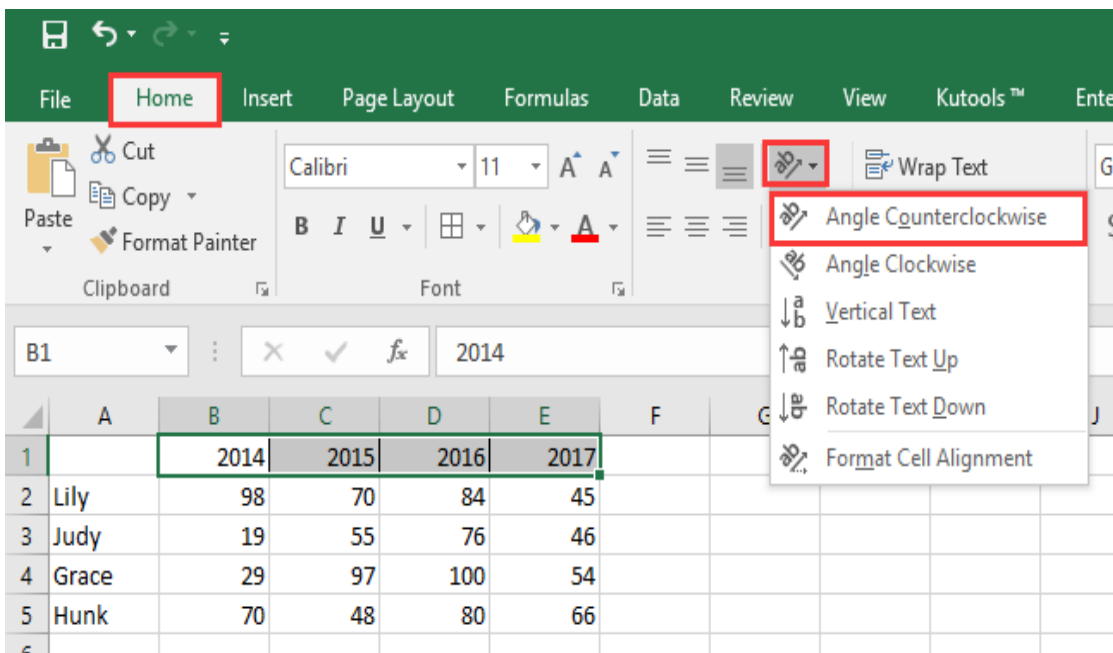 File Home Insert Page Layout Formulas Data Review View Kutools ™ Ente
Cut
Copy
Paste
Format Painter
Clipboard
Calibri 11 A A
B I U A
Font
Wrap Text
G
Angle Counterclockwise
Angle Clockwise
Vertical Text
Rotate Text Up
Rotate Text Down
Format Cell Alignment
B1 fx 2014
A B C D E F G J
1 2014 2015 2016 2017
2 Lily 98 70 84 45
3 Judy 19 55 76 46
4 Grace 29 97 100 54
5 Hunk 70 48 80 66